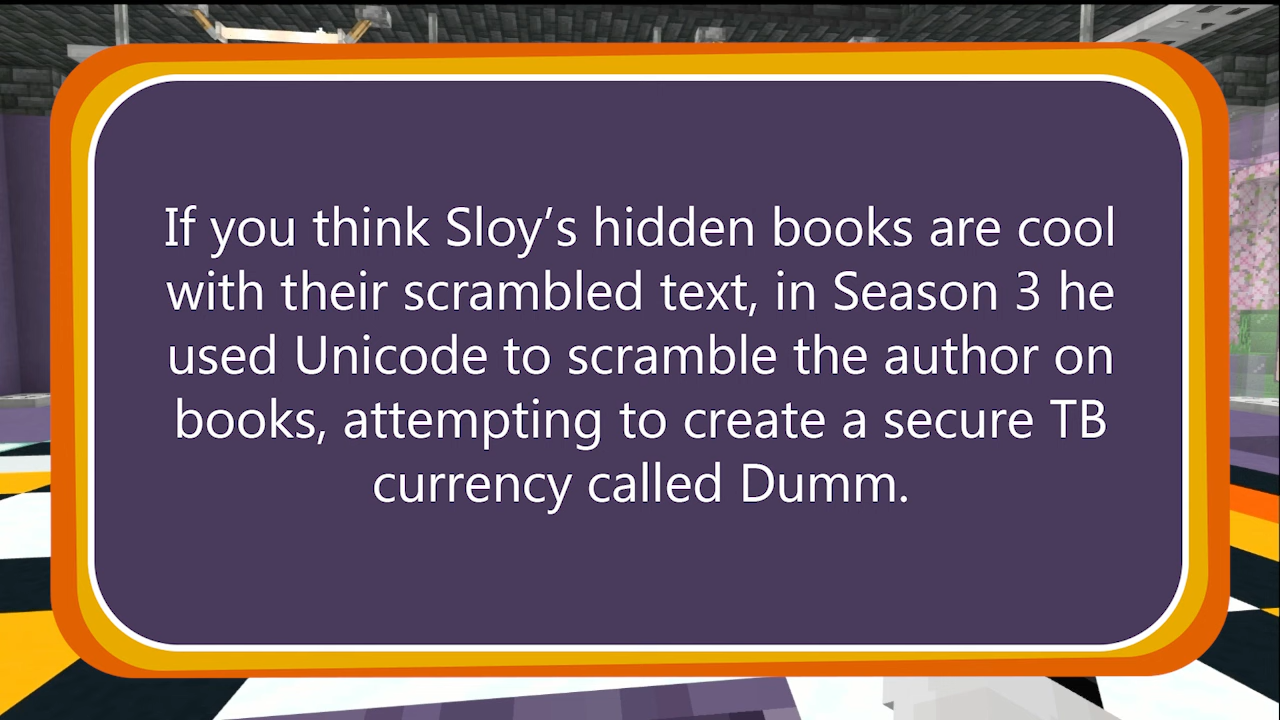 If you think Sloy’s hidden books are cool
with their scrambled text, in Season 3 he
used Unicode to scramble the author on
books, attempting to create a secure TB
currency called Dumm.